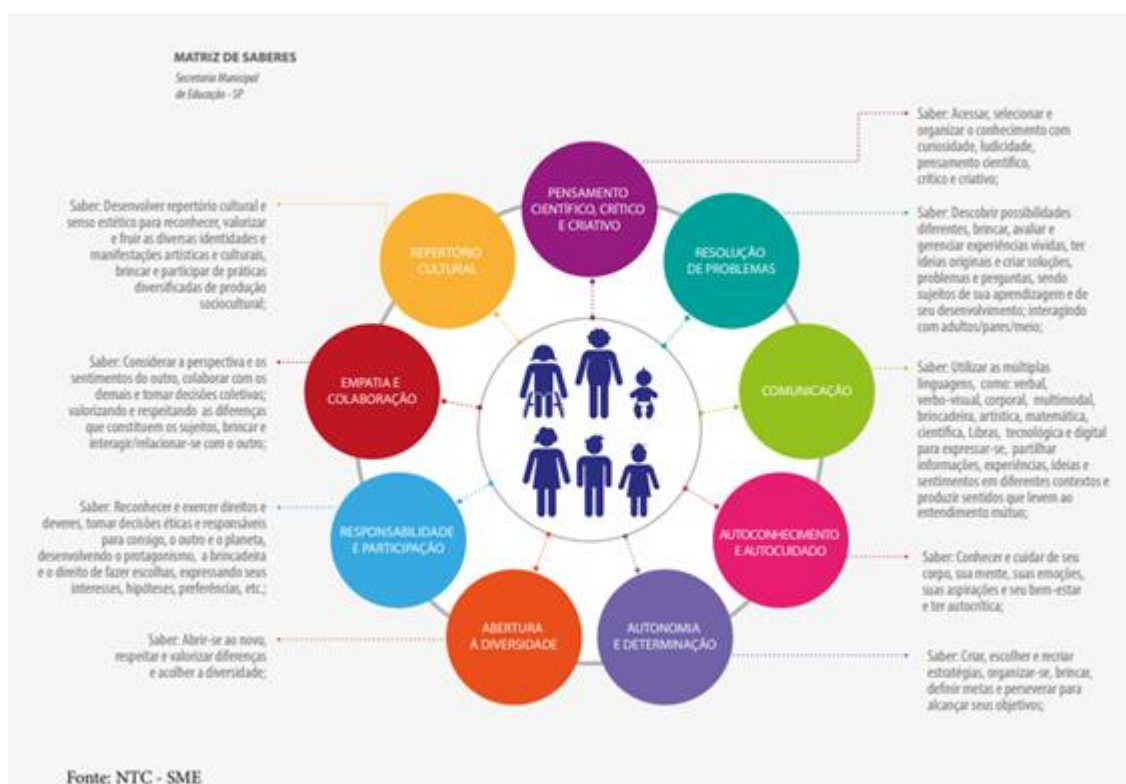 MATRIZ DE SABERES
Secretaria Municipal
de Educação - SP
PENSAMENTO
CIENTÍFICO, CRÍTICO
E CRIATIVO
Saber: Acessar, selecionar e
organizar o conhecimento com
curiosidade, ludicidade,
pensamento científico,
crítico e criativo;
RESOLUÇÃO
DE PROBLEMAS
Saber: Descobrir possibilidades
diferentes, brincar, avaliar e
gerenciar experiências vividas, ter
ideias originais e criar soluções,
problemas e perguntas, sendo
sujeitos de sua aprendizagem e de
seu desenvolvimento; interagindo
com adultos/pares/meio;
COMUNICAÇÃO
Saber: Utilizar as múltiplas
linguagens, como: verbal,
verbo-visual, corporal, multimodal,
brincadeira, artística, matemática,
científica, Libras, tecnológica e digital
para expressar-se, partilhar
informações, experiências, ideias e
sentimentos em diferentes contextos e
produzir sentidos que levem ao
entendimento mútuo;
AUTOCONHECIMENTO
E AUTOCUIDADO
Saber: Conhecer e cuidar de seu
corpo, sua mente, suas emoções,
suas aspirações e seu bem-estar
e ter autocrítica;
AUTONOMIA
E DETERMINAÇÃO
Saber: Criar, escolher e recriar
estratégias, organizar-se, brincar,
definir metas e perseverar para
alcançar seus objetivos;
ABERTURA
À DIVERSIDADE
Saber: Abrir-se ao novo,
respeitar e valorizar diferenças
e acolher a diversidade;
RESPONSABILIDADE
E PARTICIPAÇÃO
Saber: Reconhecer e exercer direitos e
deveres, tomar decisões éticas e responsáveis
para consigo, o outro e o planeta,
desenvolvendo o protagonismo, a brincadeira
e o direito de fazer escolhas, expressando seus
interesses, hipóteses, preferências, etc.;
EMPATIA E
COLABORAÇÃO
Saber: Considerar a perspectiva e os
sentimentos do outro, colaborar com os
demais e tomar decisões coletivas;
valorizando e respeitando as diferenças
que constituem os sujeitos, brincar e
interagir/relacionar-se com o outro;
REPERTÓRIO
CULTURAL
Saber: Desenvolver repertório cultural e
senso estético para reconhecer, valorizar
e fruir as diversas identidades e
manifestações artísticas e culturais,
brincar e participar de práticas
diversificadas de produção
sociocultural;
Fonte: NTC - SME